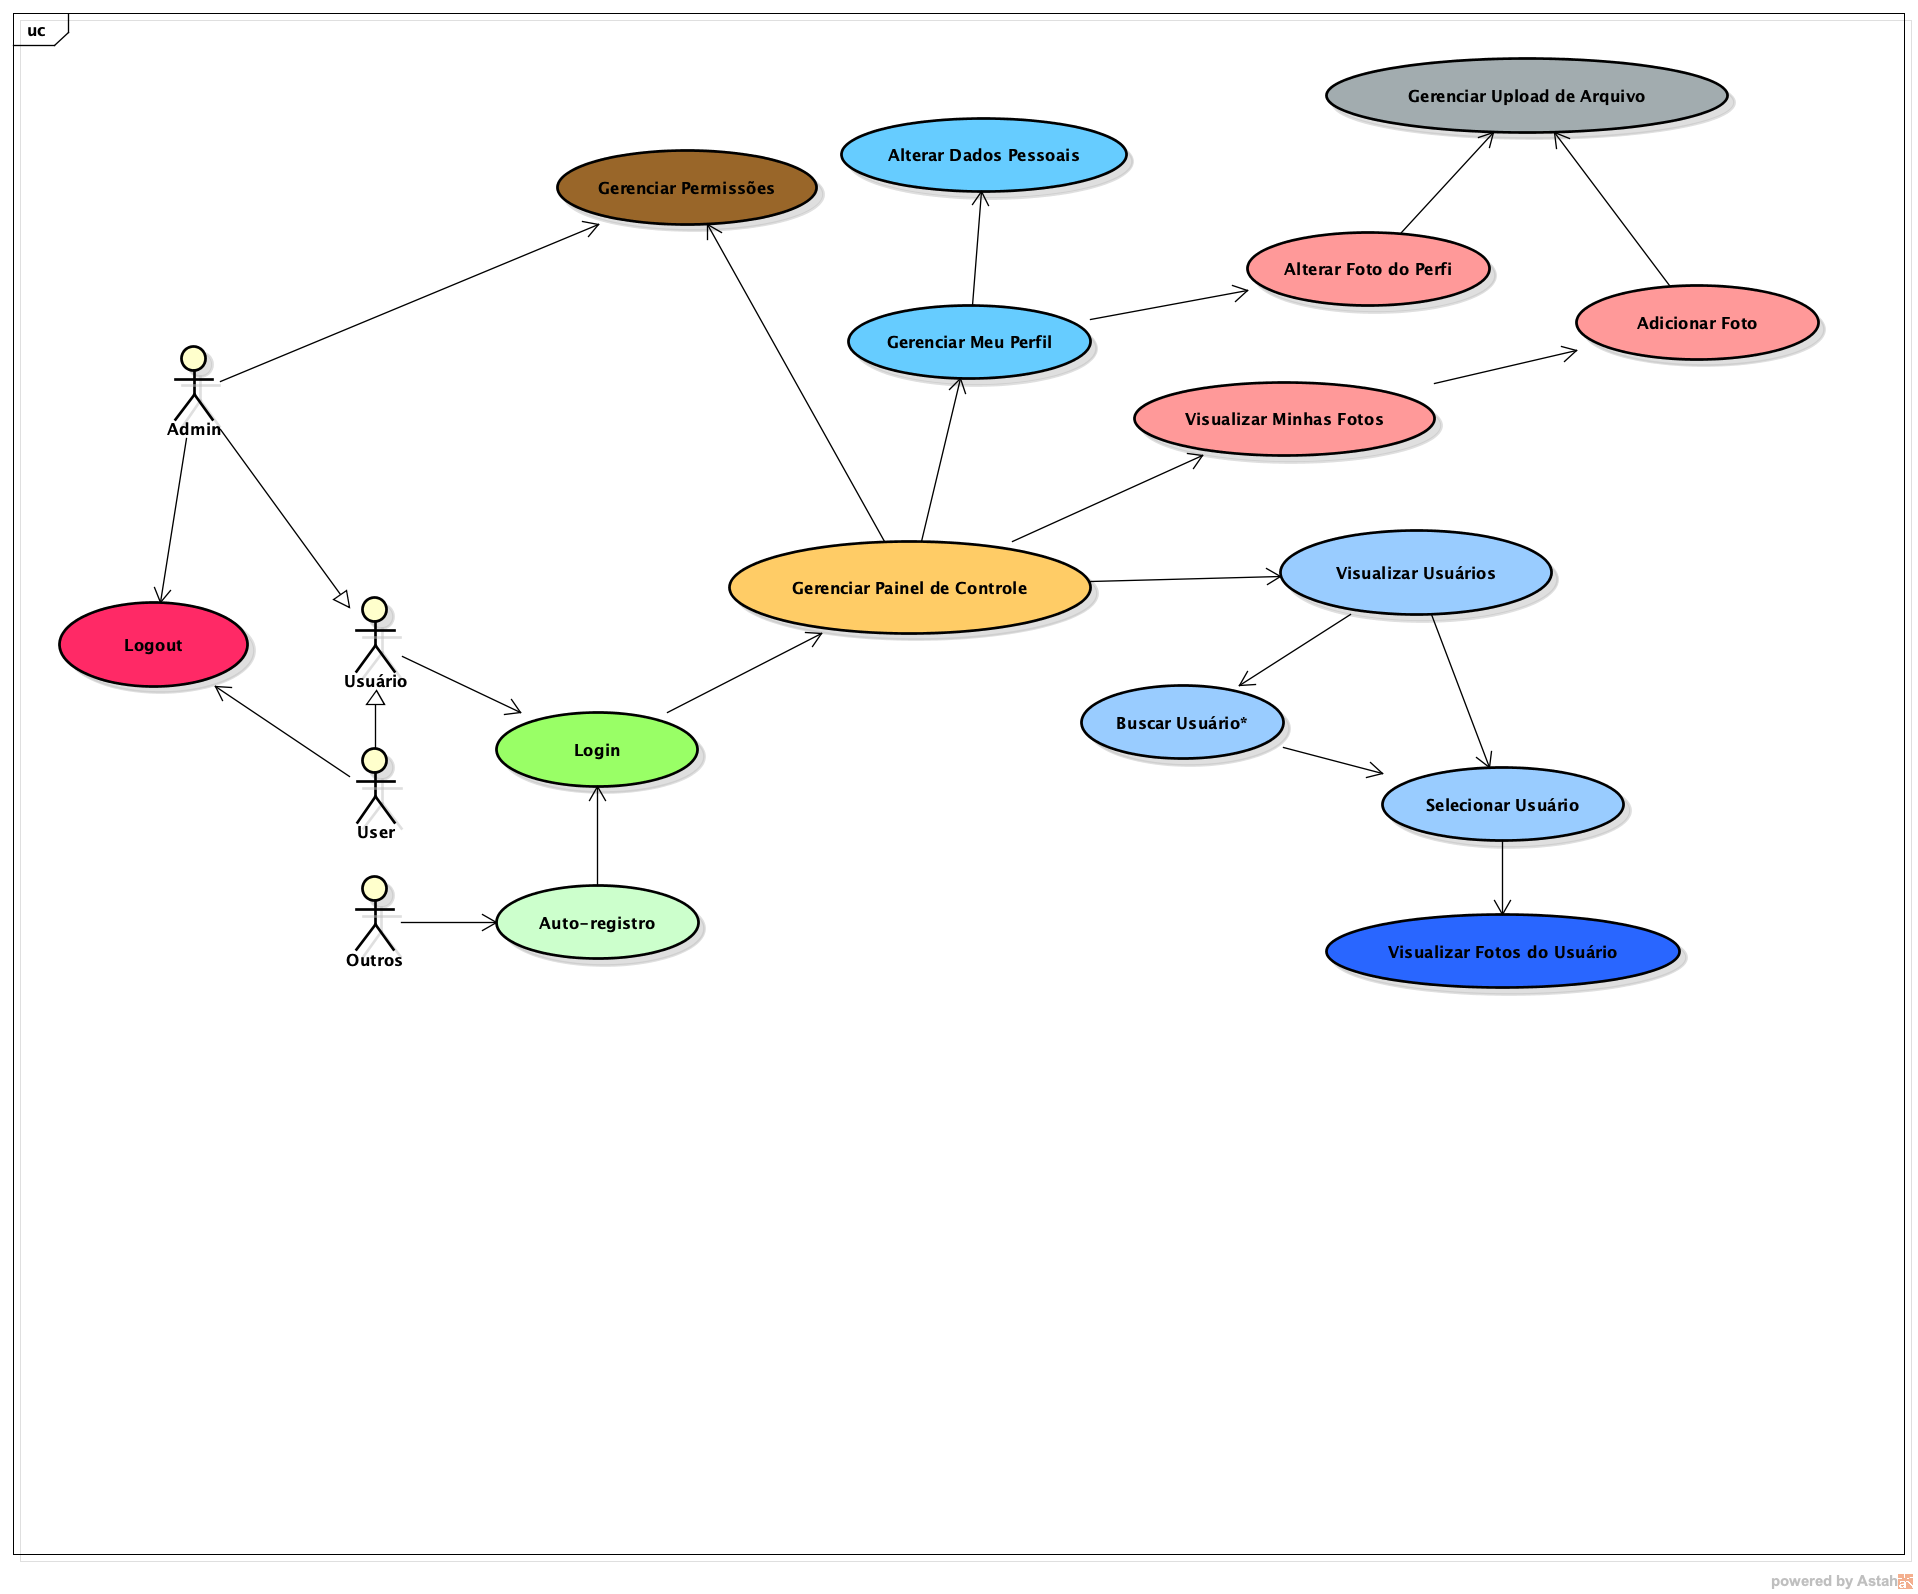 uc
Gerenciar Upload de Arquivo
Alterar Dados Pessoais
Gerenciar Permissões
Alterar Foto do Perfi
Adicionar Foto
Gerenciar Meu Perfil
Visualizar Minhas Fotos
Admin
Visualizar Usuários
Gerenciar Painel de Controle
Logout
Usuário
Buscar Usuário*
Login
Selecionar Usuário
User
Auto-registro
Outros
Visualizar Fotos do Usuário
powered by Astah